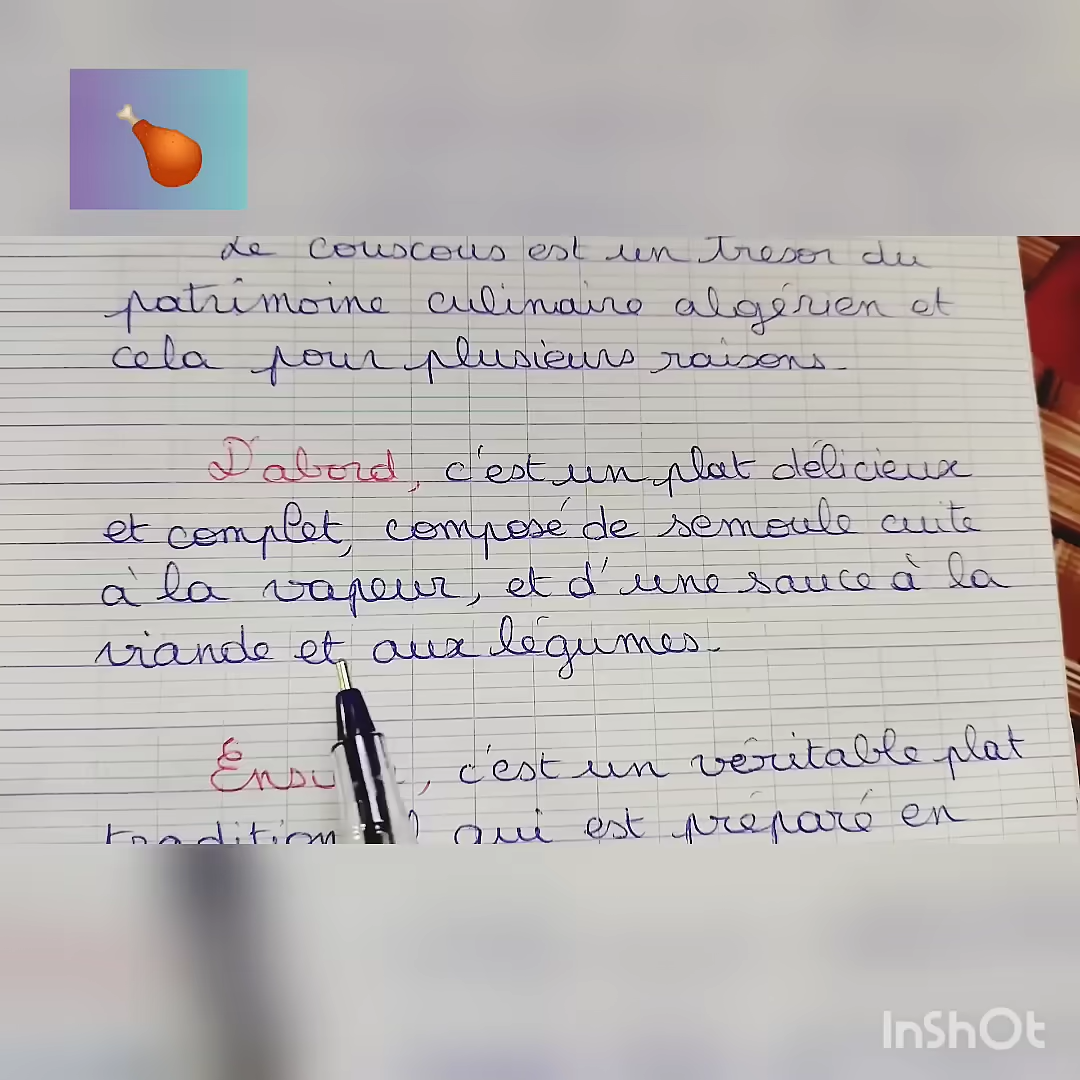 Le couscous est un trésor du
patrimoine culinaire algérien et
cela pour plusieurs raisons.
D'abord, c'est un plat délicieux
et complet, composé de semoule cuite
à la vapeur, et d'une sauce à la
viande et aux légumes.
c'est un véritable plat
qui est préparé en
InShOt